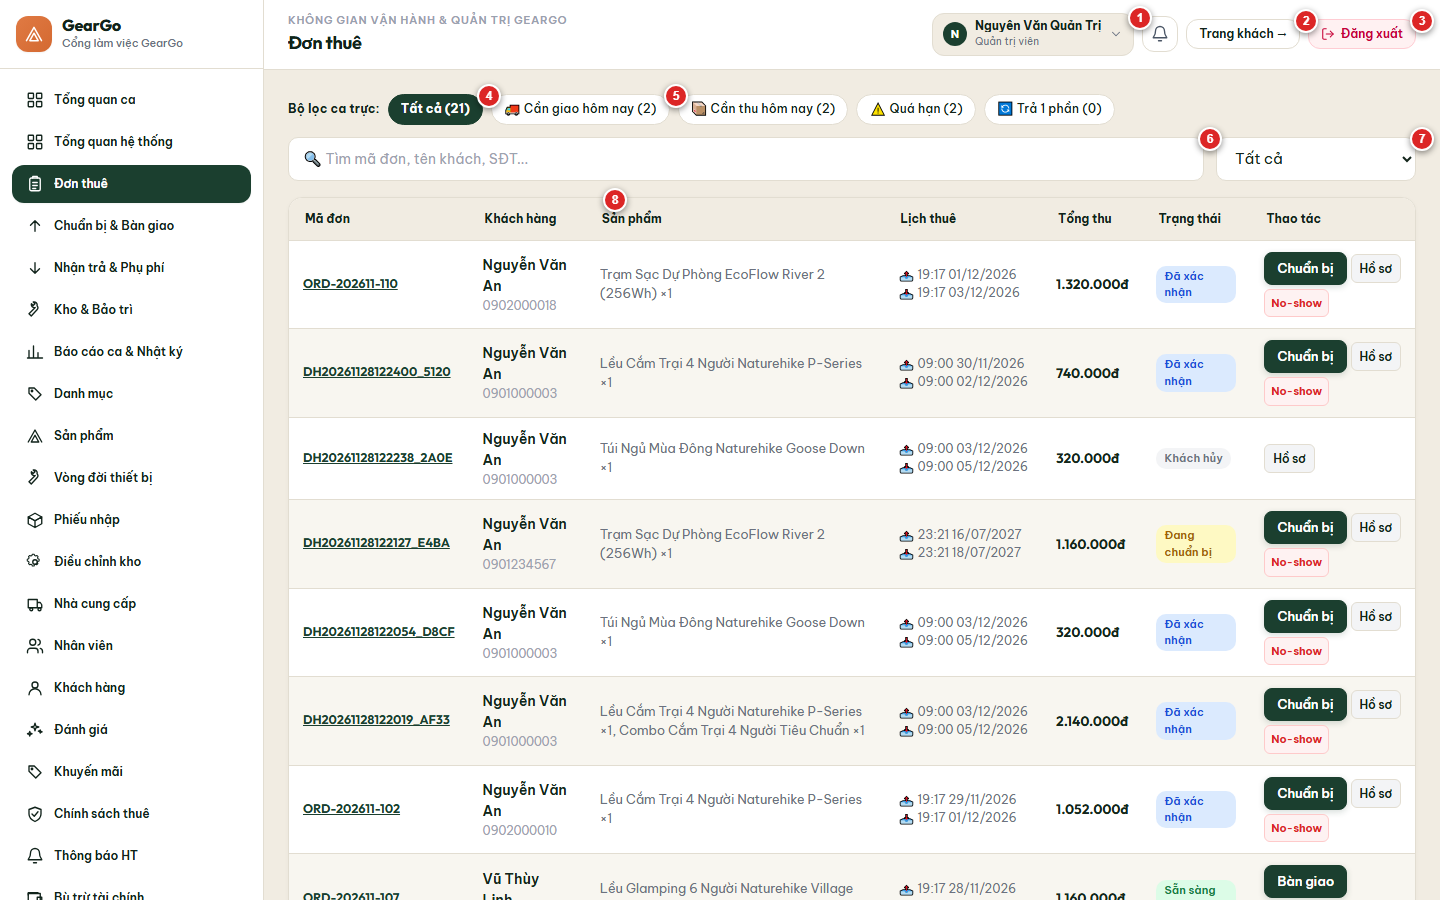 GearGo
Cổng làm việc GearGo
Tổng quan ca
Tổng quan hệ thống
Đơn thuê
Chuẩn bị & Bàn giao
Nhận trả & Phụ phí
Kho & Bảo trì
Báo cáo ca & Nhật ký
Danh mục
Sản phẩm
Vòng đời thiết bị
Phiếu nhập
Điều chỉnh kho
Nhà cung cấp
Nhân viên
Khách hàng
Đánh giá
Khuyến mãi
Chính sách thuê
Thông báo HT
Bù trừ tài chính
KHÔNG GIAN VẬN HÀNH & QUẢN TRỊ GEARGO
Đơn thuê
N
Nguyễn Văn Quản Trị
Quản trị viên
1
Trang khách →
2
Đăng xuất
3
Bộ lọc ca trực:
Tất cả (21)
4
Cần giao hôm nay (2)
5
Cần thu hôm nay (2)
Quá hạn (2)
Trả 1 phần (0)
Tìm mã đơn, tên khách, SĐT...
6
Tất cả
7
8
Mã đơn Khách hàng Sản phẩm Lịch thuê Tổng thu Trạng thái Thao tác
ORD-202611-110
Nguyễn Văn
An
0902000018
Trạm Sạc Dự Phòng EcoFlow River 2
(256Wh) ×1
19:17 01/12/2026
19:17 03/12/2026
1.320.000đ
Đã xác
nhận
Chuẩn bị Hồ sơ
No-show
DH20261128122400_5120
Nguyễn Văn
An
0901000003
Lều Cắm Trại 4 Người Naturehike P-Series
×1
09:00 30/11/2026
09:00 02/12/2026
740.000đ
Đã xác
nhận
Chuẩn bị Hồ sơ
No-show
DH20261128122238_2A0E
Nguyễn Văn
An
0901000003
Túi Ngủ Mùa Đông Naturehike Goose Down
×1
09:00 03/12/2026
09:00 05/12/2026
320.000đ
Khách hủy
Hồ sơ
DH20261128122127_E4BA
Nguyễn Văn
An
0901234567
Trạm Sạc Dự Phòng EcoFlow River 2
(256Wh) ×1
23:21 16/07/2027
23:21 18/07/2027
1.160.000đ
Đang
chuẩn bị
Chuẩn bị Hồ sơ
No-show
DH20261128122054_D8CF
Nguyễn Văn
An
0901000003
Túi Ngủ Mùa Đông Naturehike Goose Down
×1
09:00 03/12/2026
09:00 05/12/2026
320.000đ
Đã xác
nhận
Chuẩn bị Hồ sơ
No-show
DH20261128122019_AF33
Nguyễn Văn
An
0901000003
Lều Cắm Trại 4 Người Naturehike P-Series
×1, Combo Cắm Trại 4 Người Tiêu Chuẩn ×1
09:00 03/12/2026
09:00 05/12/2026
2.140.000đ
Đã xác
nhận
Chuẩn bị Hồ sơ
No-show
ORD-202611-102
Nguyễn Văn
An
0902000010
Lều Cắm Trại 4 Người Naturehike P-Series
×1
19:17 29/11/2026
19:17 01/12/2026
1.052.000đ
Đã xác
nhận
Chuẩn bị Hồ sơ
No-show
ORD-202611-107
Vũ Thùy
Linh
Lều Glamping 6 Người Naturehike Village
19:17 28/11/2026
1.160.000đ
Sẵn sàng
Bàn giao